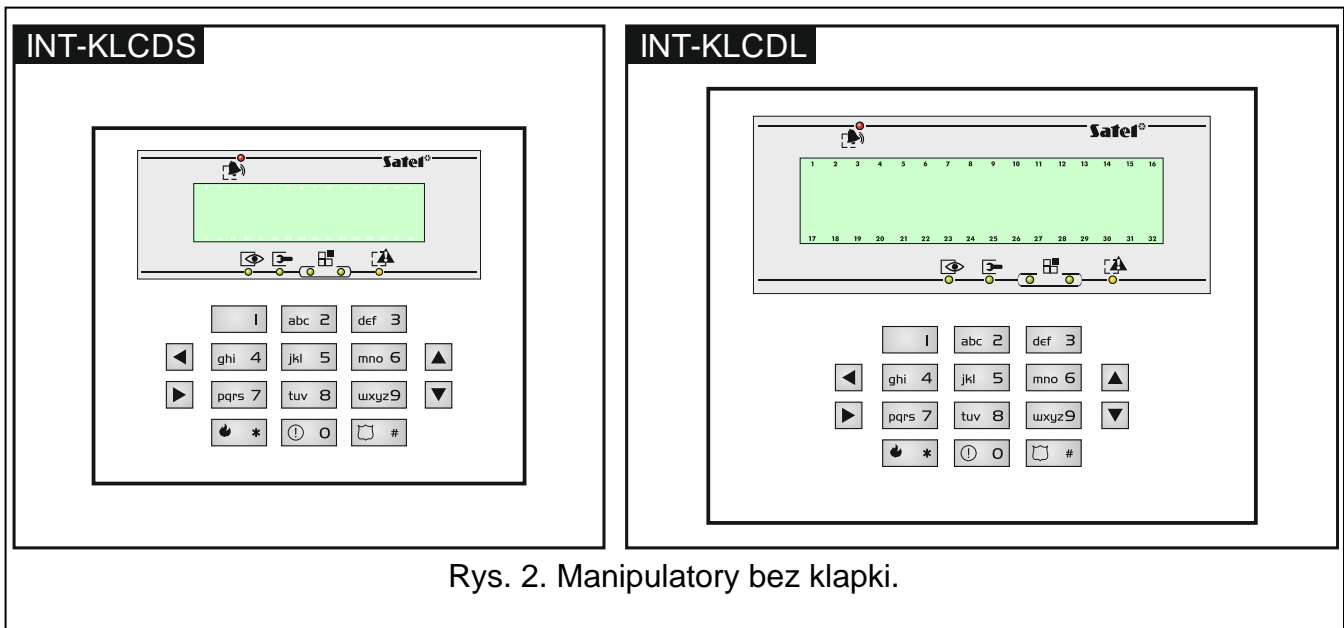 INT-KLCDS
Satel
1
abc 2
def 3
ghi 4
jkl 5
mno 6
pqrs 7
tuv 8
wxyz9
*
0
#
INT-KLCDL
Satel
1 2 3 4 5 6 7 8 9 10 11 12 13 14 15 16
17 18 19 20 21 22 23 24 25 26 27 28 29 30 31 32
1
abc 2
def 3
ghi 4
jkl 5
mno 6
pqrs 7
tuv 8
wxyz9
*
0
#
Rys. 2. Manipulatory bez klapki.